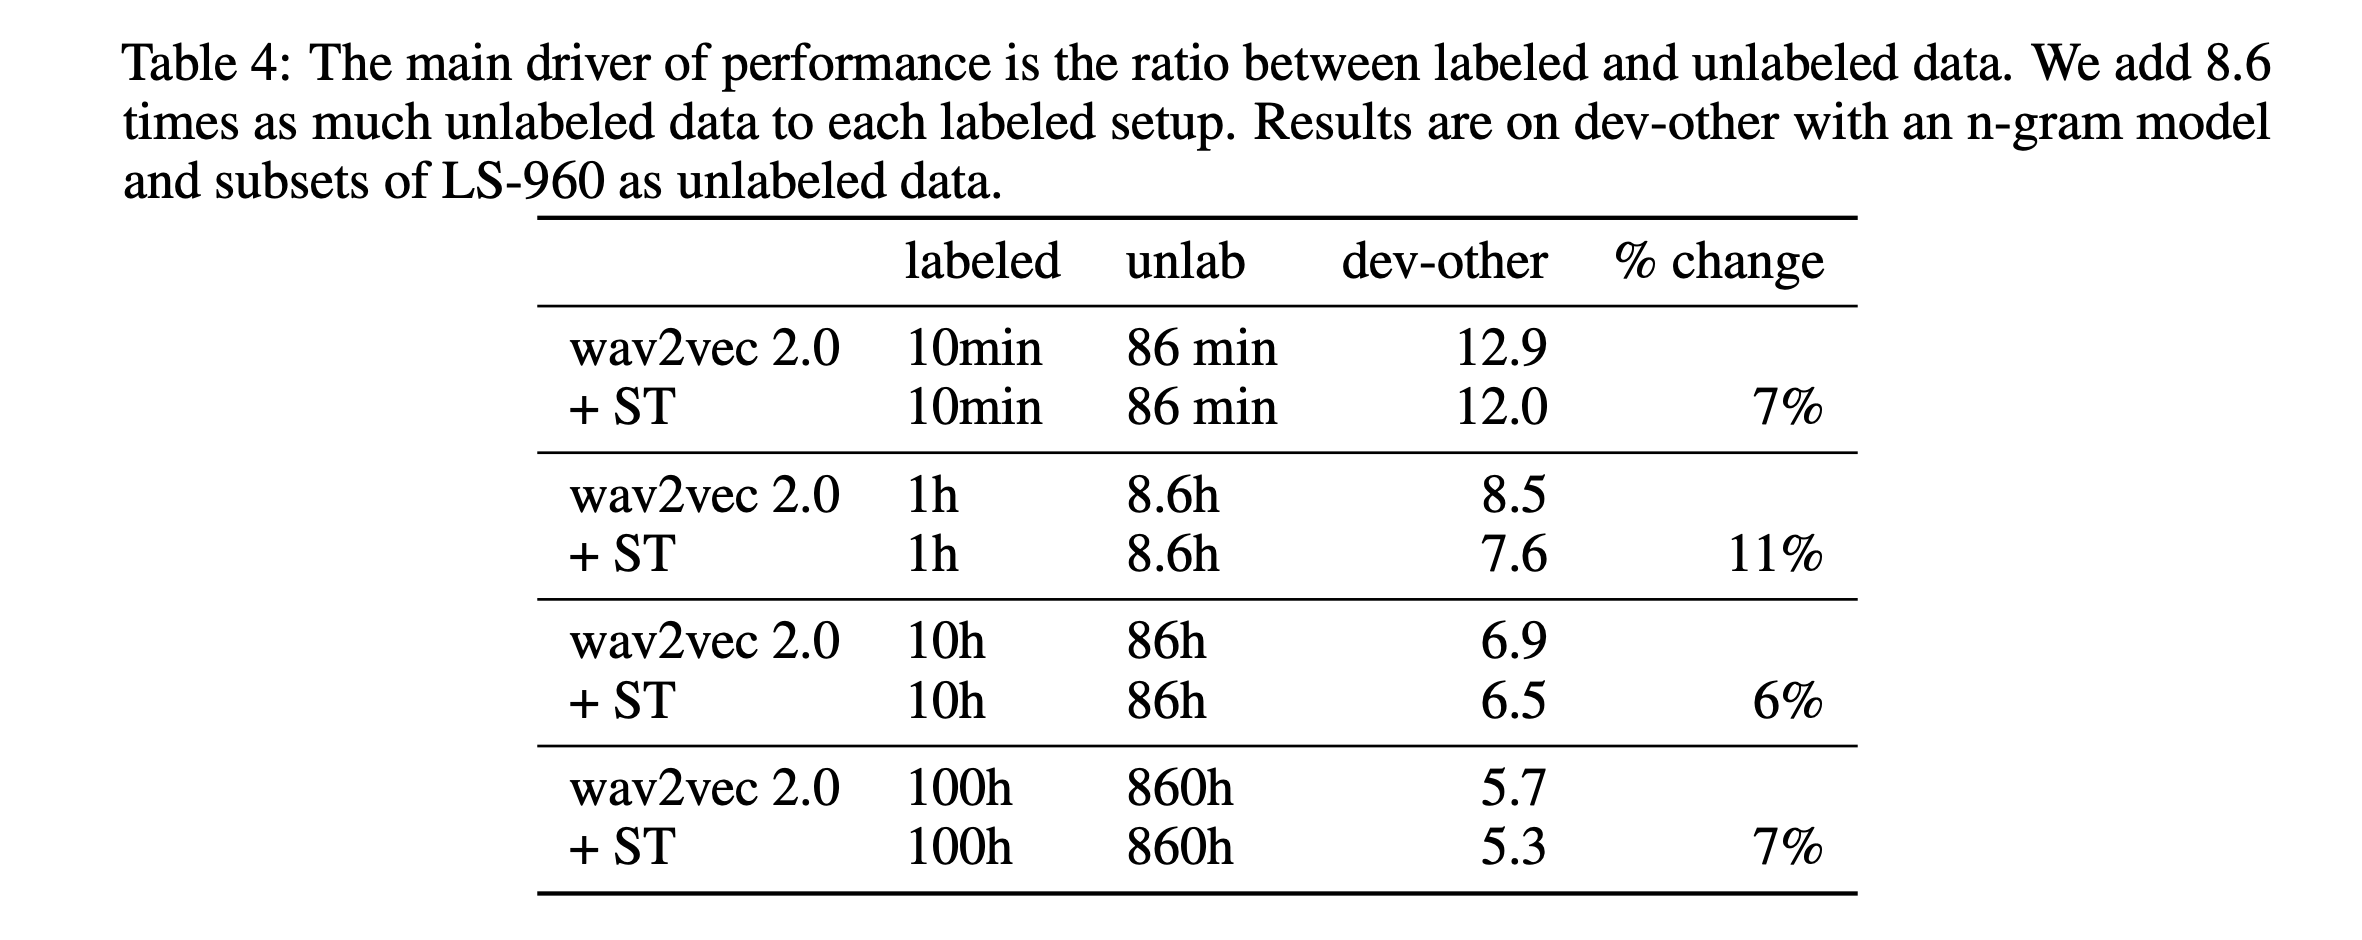 Table 4: The main driver of performance is the ratio between labeled and unlabeled data. We add 8.6
times as much unlabeled data to each labeled setup. Results are on dev-other with an n-gram model
and subsets of LS-960 as unlabeled data.
labeled unlab dev-other % change
wav2vec 2.0 10min 86 min 12.9
+ ST 10min 86 min 12.0 7%
wav2vec 2.0 1h 8.6h 8.5
+ ST 1h 8.6h 7.6 11%
wav2vec 2.0 10h 86h 6.9
+ ST 10h 86h 6.5 6%
wav2vec 2.0 100h 860h 5.7
+ ST 100h 860h 5.3 7%